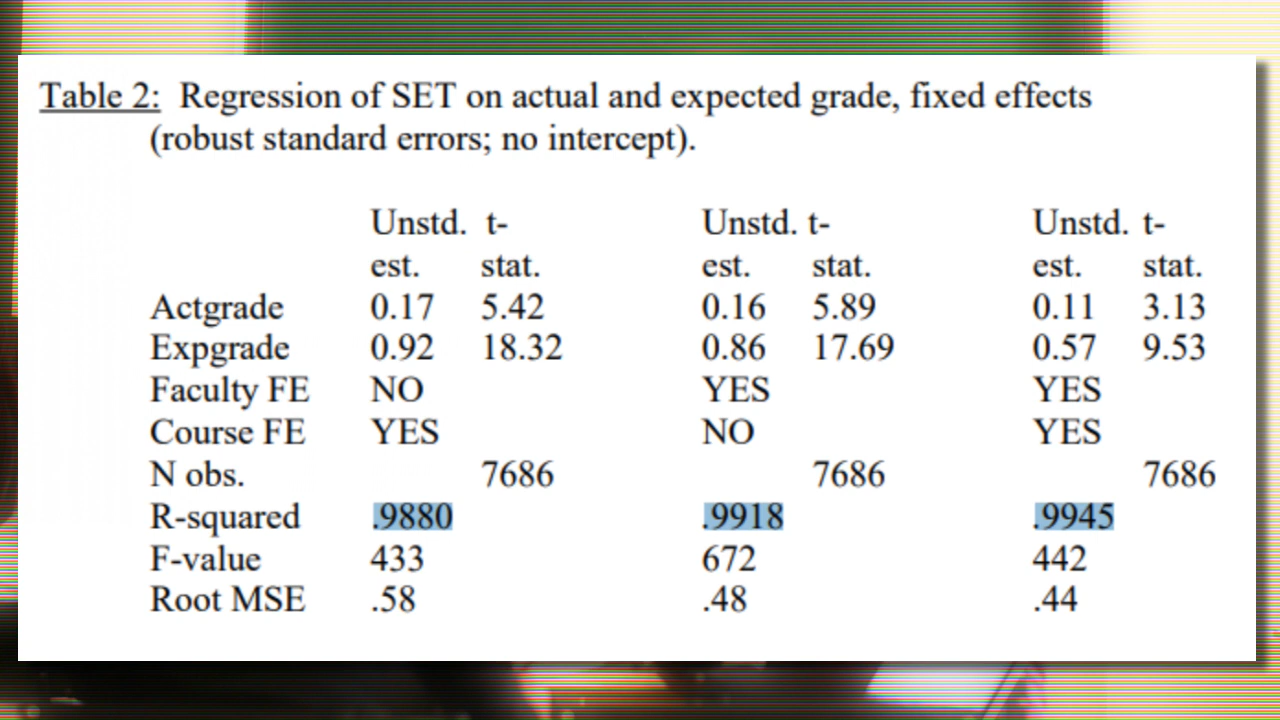 Table 2: Regression of SET on actual and expected grade, fixed effects
(robust standard errors; no intercept).
Unstd. t- Unstd. t- Unstd. t-
est. stat. est. stat. est. stat.
Actgrade 0.17 5.42 0.16 5.89 0.11 3.13
Expgrade 0.92 18.32 0.86 17.69 0.57 9.53
Faculty FE NO YES YES
Course FE YES NO YES
N obs. 7686 7686 7686
R-squared .9880 .9918 .9945
F-value 433 672 442
Root MSE .58 .48 .44